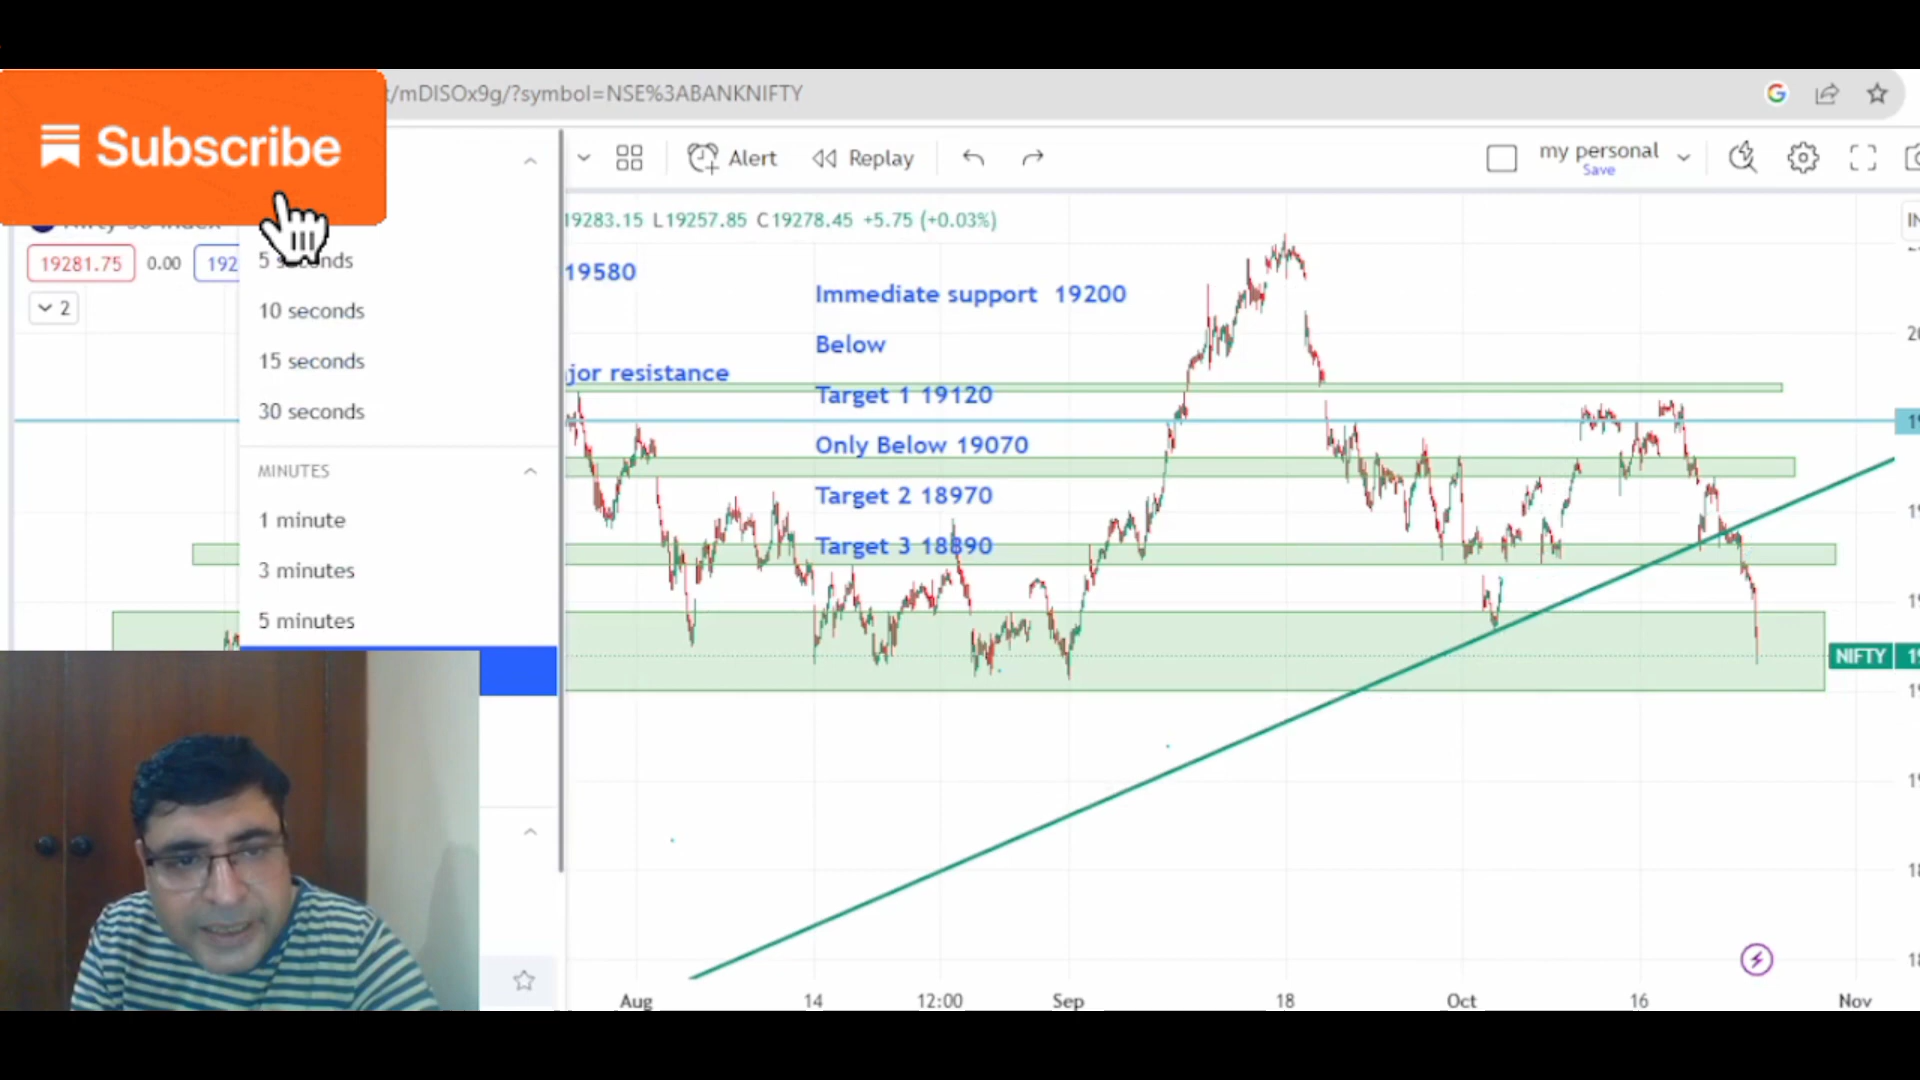 t/mDISOx9g/?symbol=NSE%3ABANKNIFTY
Subscribe
Alert
Replay
my personal
Save
19283.15 L19257.85 C19278.45 +5.75 (+0.03%)
19281.75
0.00
192
2
5 seconds
10 seconds
15 seconds
30 seconds
MINUTES
1 minute
3 minutes
5 minutes
19580
jor resistance
Immediate support 19200
Below
Target 1 19120
Only Below 19070
Target 2 18970
Target 3 18890
NIFTY
Aug
14
12:00
Sep
18
Oct
16
Nov